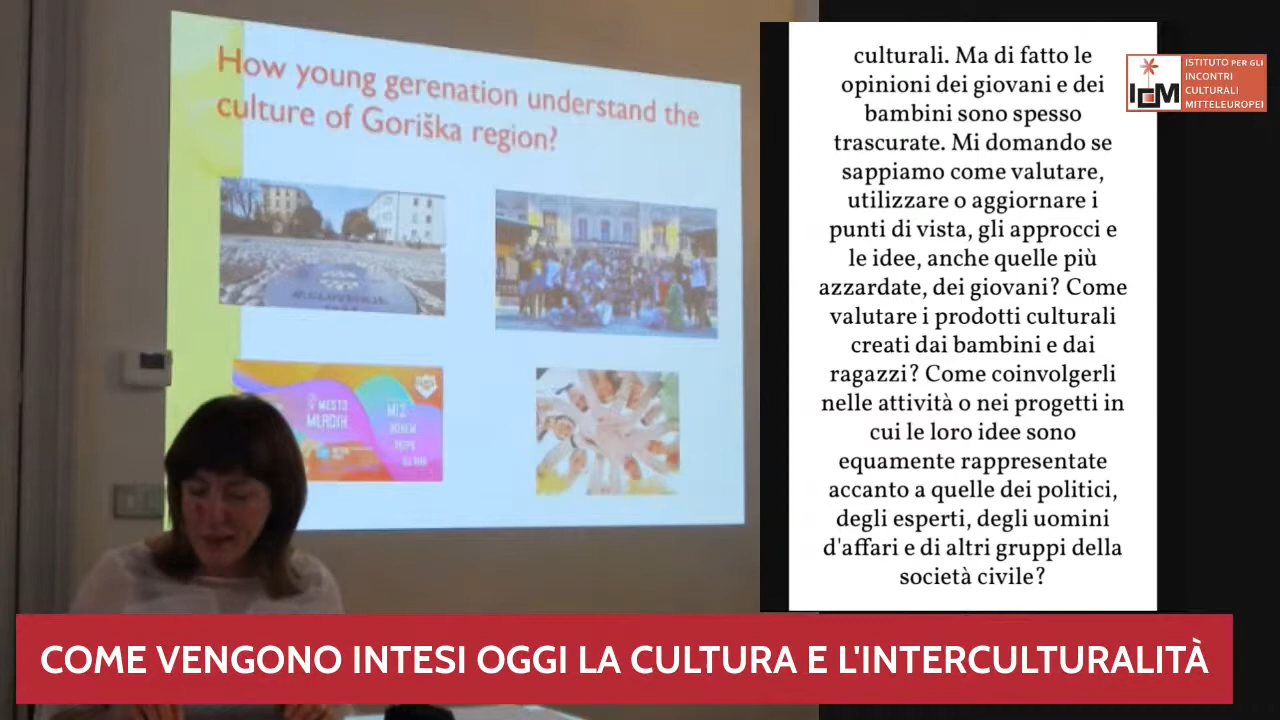 How young gerenation understand the
culture of Goriška region?
MESTO
MLADIH
culturali. Ma di fatto le
opinioni dei giovani e dei
bambini sono spesso
trascurate. Mi domando se
sappiamo come valutare,
utilizzare o aggiornare i
punti di vista, gli approcci e
le idee, anche quelle più
azzardate, dei giovani? Come
valutare i prodotti culturali
creati dai bambini e dai
ragazzi? Come coinvolgerli
nelle attività o nei progetti in
cui le loro idee sono
equamente rappresentate
accanto a quelle dei politici,
degli esperti, degli uomini
d'affari e di altri gruppi della
società civile?
ICM
ISTITUTO PER GLI
INCONTRI
CULTURALI
MITTELEUROPEI
COME VENGONO INTESI OGGI LA CULTURA E L'INTERCULTURALITÀ